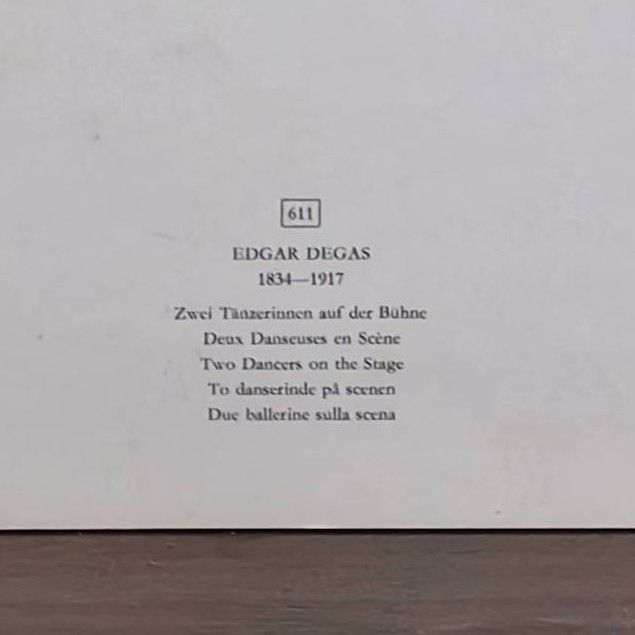 611
EDGAR DEGAS
1834—1917
Zwei Tänzerinnen auf der Bühne
Deux Danseuses en Scène
Two Dancers on the Stage
To danserinde på scenen
Due ballerine sulla scena